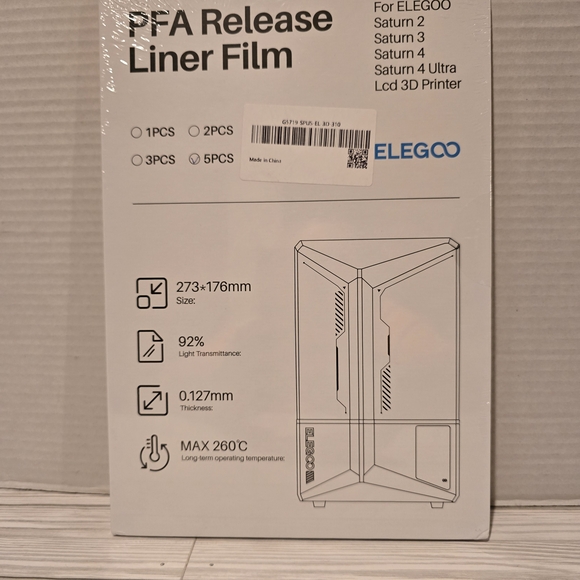 PFA Release
Liner Film
For ELEGOO
Saturn 2
Saturn 3
Saturn 4
Saturn 4 Ultra
Lcd 3D Printer
1PCS
2PCS
3PCS
5PCS
Made in China
ELEGOO
273*176mm
Size:
92%
Light Transmittance:
0.127mm
Thickness:
MAX 260℃
Long-term operating temperature:
ELEGOO